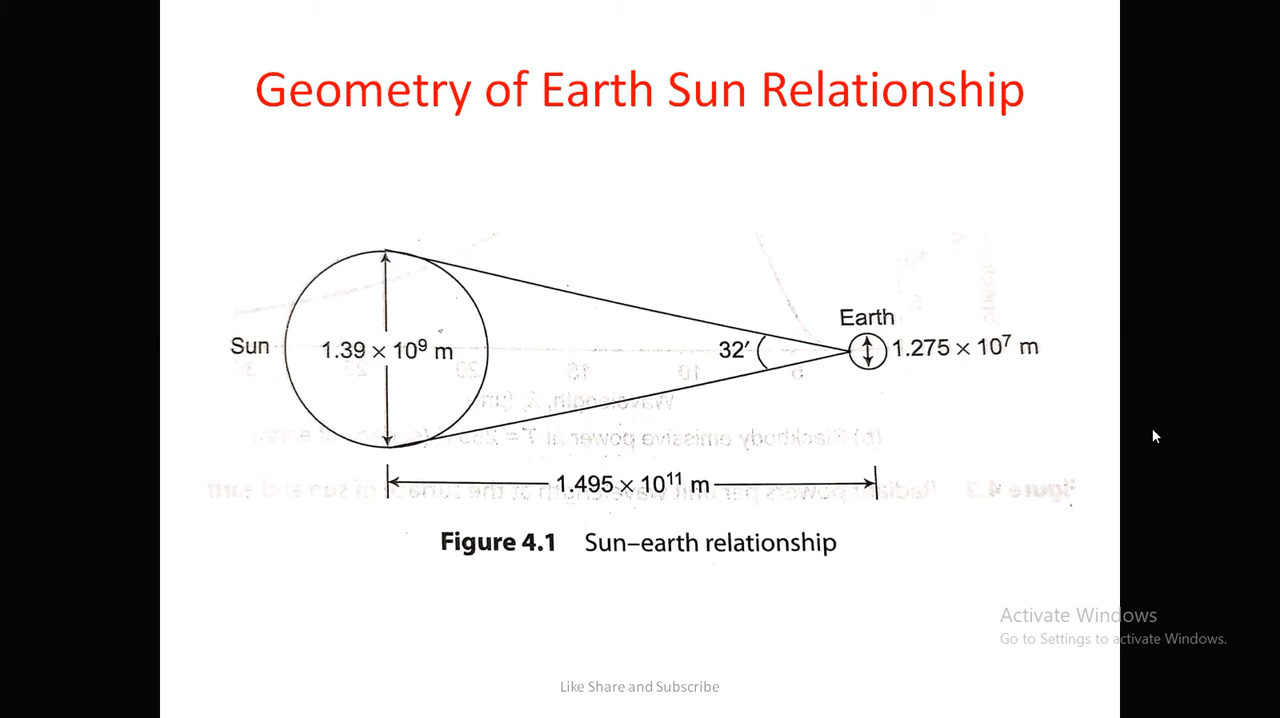 Geometry of Earth Sun Relationship
Earth
Sun
1.39 × 10⁹ m
32′
1.275 × 10⁷ m
1.495 × 10¹¹ m
Figure 4.1 Sun–earth relationship
Activate Windows
Go to Settings to activate Windows.
Like Share and Subscribe